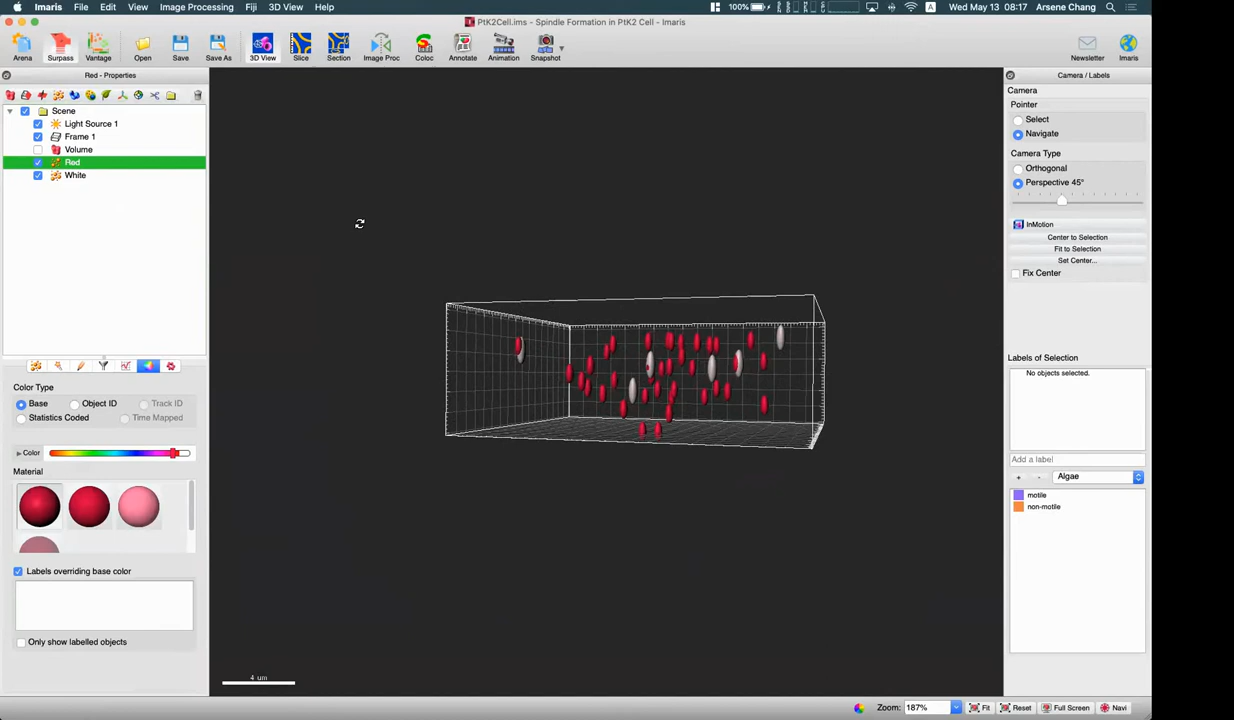 Imaris File Edit View Image Processing Fiji 3D View Help 100% A Wed May 13 08:17 Arsene Chang
PtK2Cell.ims - Spindle Formation in PtK2 Cell - Imaris
Arena Surpass Vantage Open Save Save As 3D View Slice Section Image Proc Coloc Annotate Animation Snapshot Newsletter Imaris
Red - Properties
Scene
Light Source 1
Frame 1
Volume
Red
White
Color Type
Base Object ID Track ID
Statistics Coded Time Mapped
Color
Material
Labels overriding base color
Only show labelled objects
4 um
Camera / Labels
Camera
Pointer
Select
Navigate
Camera Type
Orthogonal
Perspective 45°
InMotion
Center to Selection
Fit to Selection
Set Center...
Fix Center
Labels of Selection
No objects selected.
Add a label
+ - Algae
motile
non-motile
Zoom: 187% Fit Reset Full Screen Navi